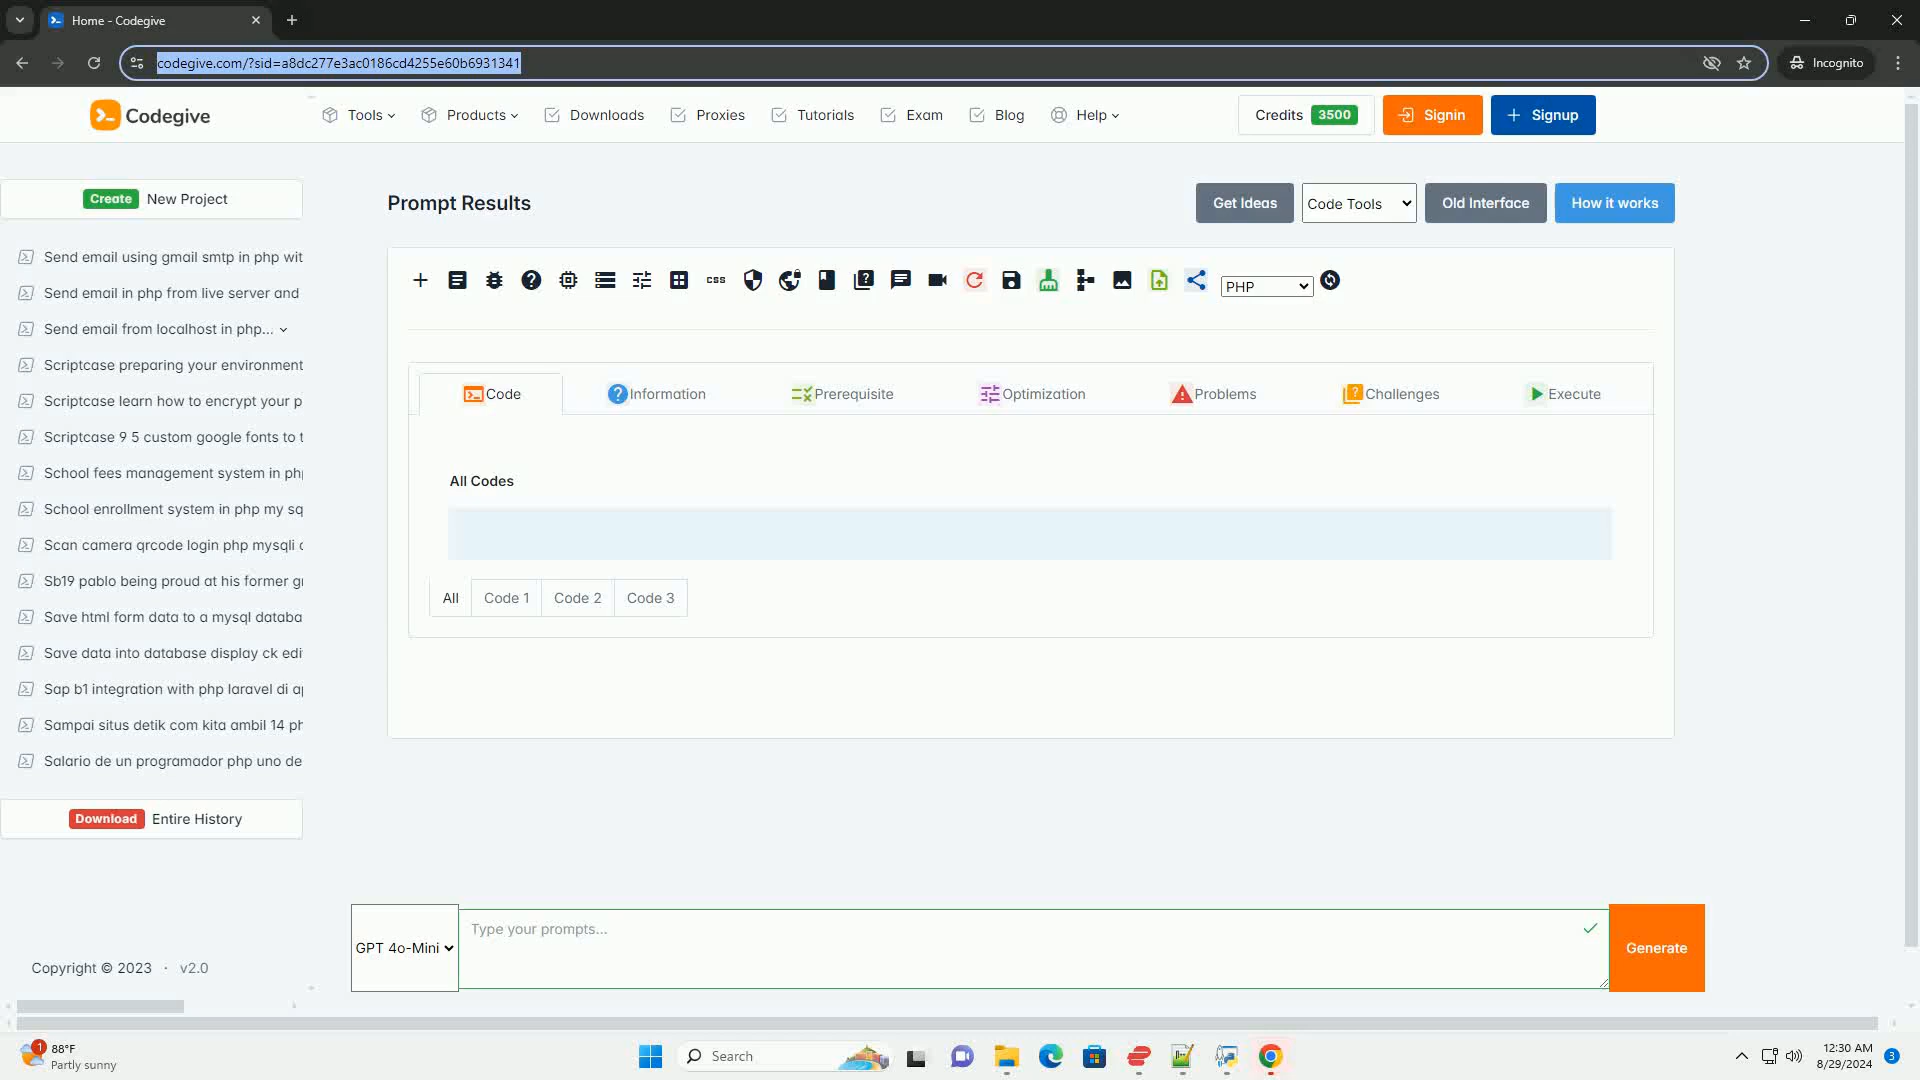 Home - Codegive
codegive.com/?sid=a8dc277e3ac0186cd4255e60b6931341
Incognito
Codegive
Tools
Products
Downloads
Proxies
Tutorials
Exam
Blog
Help
Credits 3500
Signin
Signup
Create New Project
Send email using gmail smtp in php wit
Send email in php from live server and
Send email from localhost in php...
Scriptcase preparing your environment
Scriptcase learn how to encrypt your p
Scriptcase 9 5 custom google fonts to t
School fees management system in ph
School enrollment system in php my sq
Scan camera qrcode login php mysqli
Sb19 pablo being proud at his former g
Save html form data to a mysql databa
Save data into database display ck edi
Sap b1 integration with php laravel di a
Sampai situs detik com kita ambil 14 ph
Salario de un programador php uno de
Download Entire History
Copyright © 2023 · v2.0
Prompt Results
Get Ideas
Code Tools
Old Interface
How it works
css
PHP
Code
Information
Prerequisite
Optimization
Problems
Challenges
Execute
All Codes
All
Code 1
Code 2
Code 3
GPT 4o-Mini
Type your prompts...
Generate
1
88°F
Partly sunny
Search
12:30 AM
8/29/2024
3